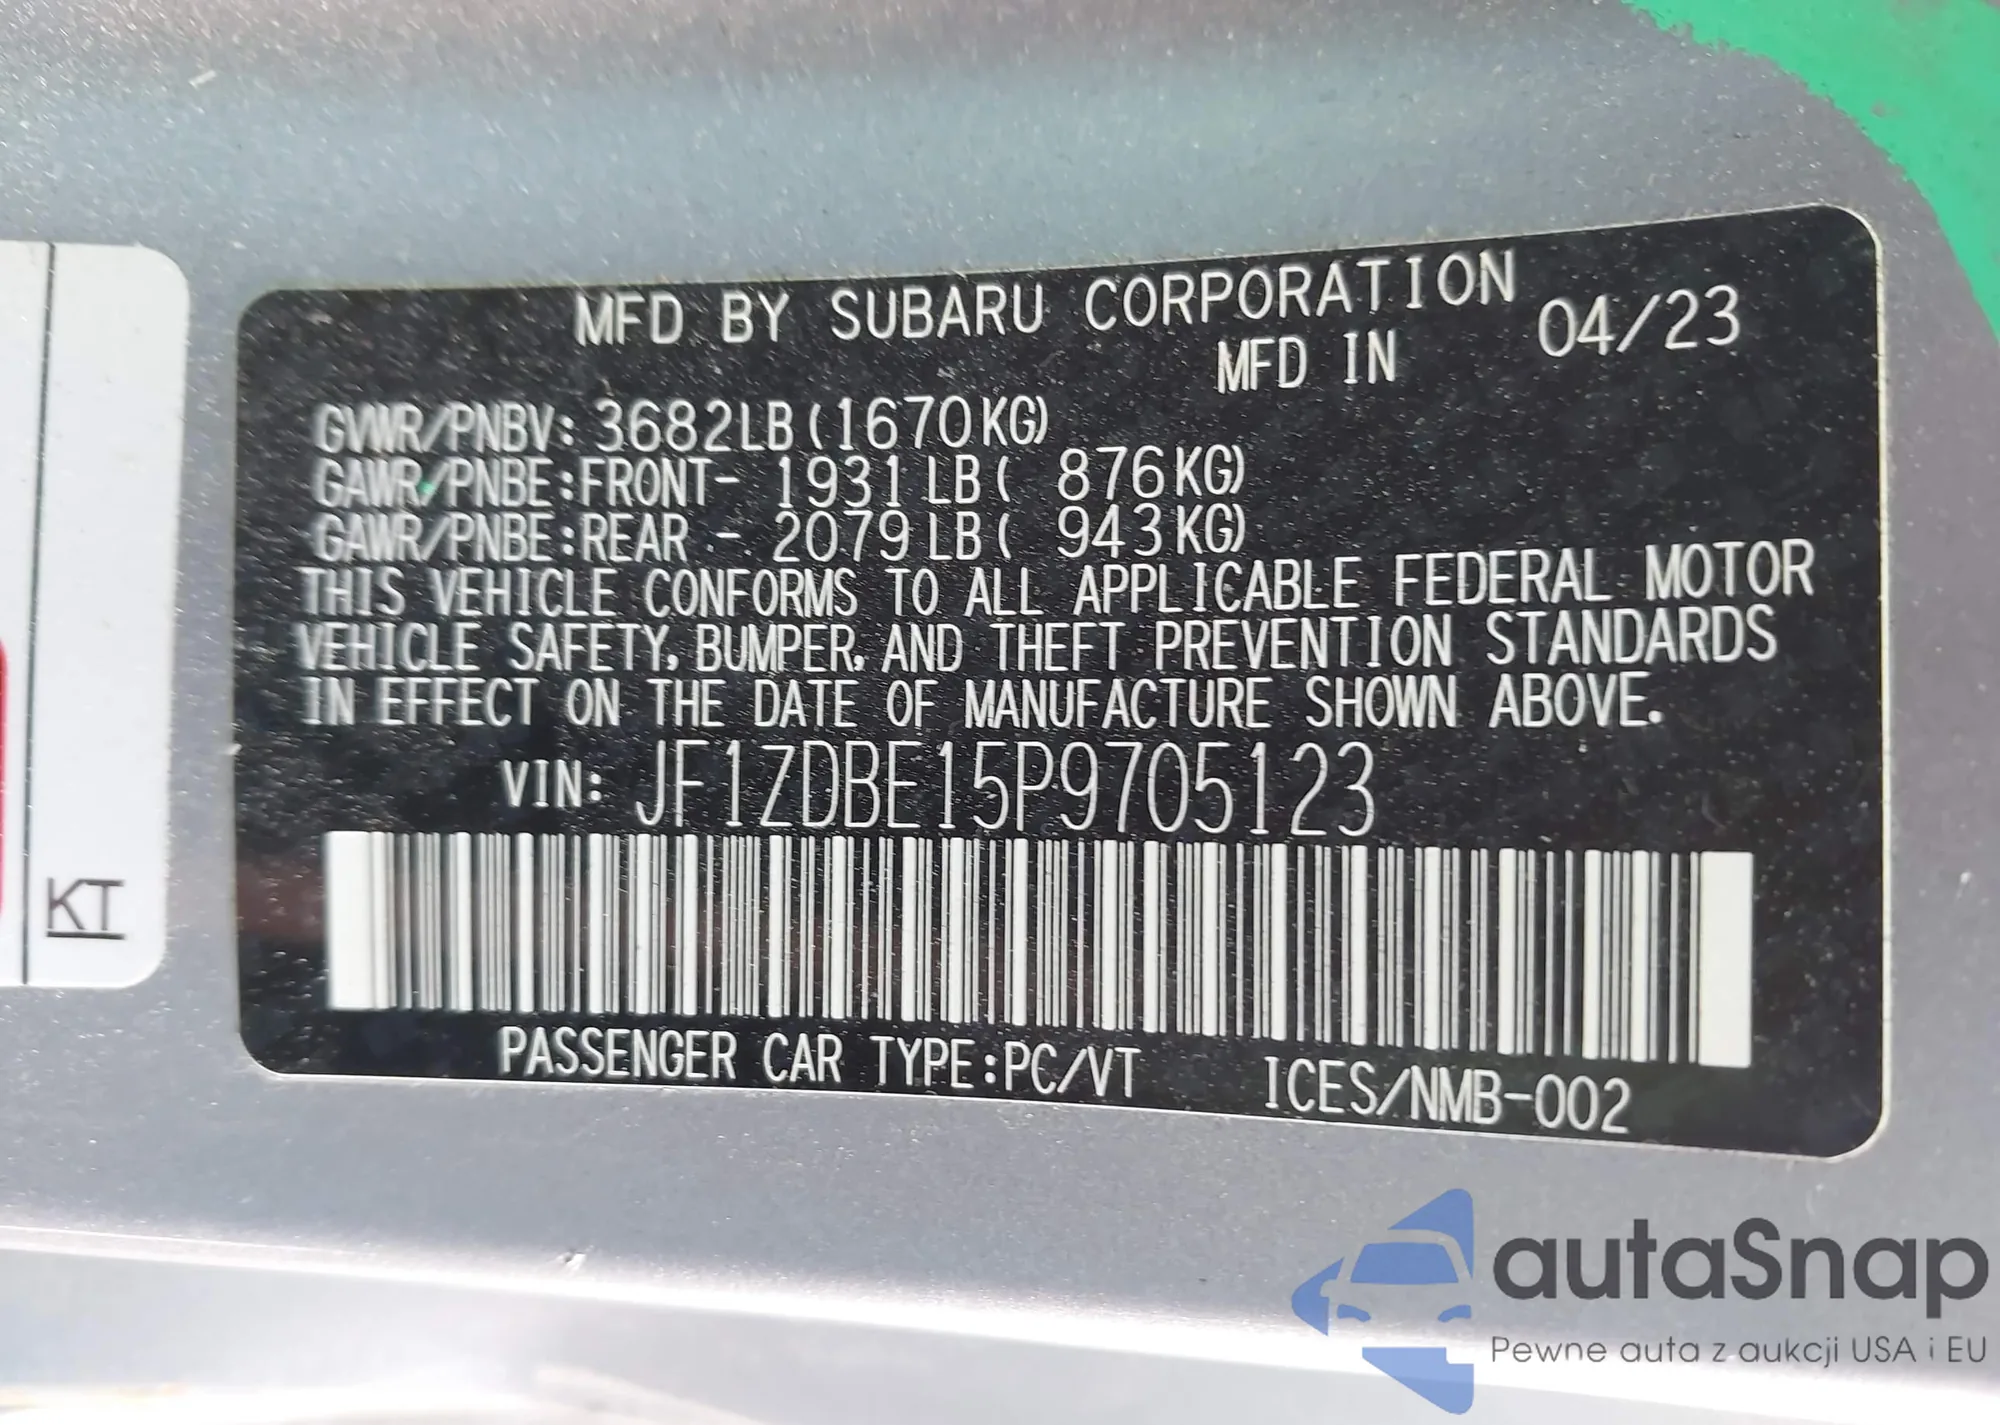 MFD BY SUBARU CORPORATION
MFD IN 04/23
GVWR/PNBV: 3682LB (1670KG)
GAWR/PNBE:FRONT- 1931LB ( 876KG)
GAWR/PNBE:REAR - 2079LB ( 943KG)
THIS VEHICLE CONFORMS TO ALL APPLICABLE FEDERAL MOTOR
VEHICLE SAFETY, BUMPER, AND THEFT PREVENTION STANDARDS
IN EFFECT ON THE DATE OF MANUFACTURE SHOWN ABOVE.
VIN: JF1ZDBE15P9705123
PASSENGER CAR TYPE:PC/VT ICES/NMB-002
KT
autaSnap
Pewne auta z aukcji USA i EU